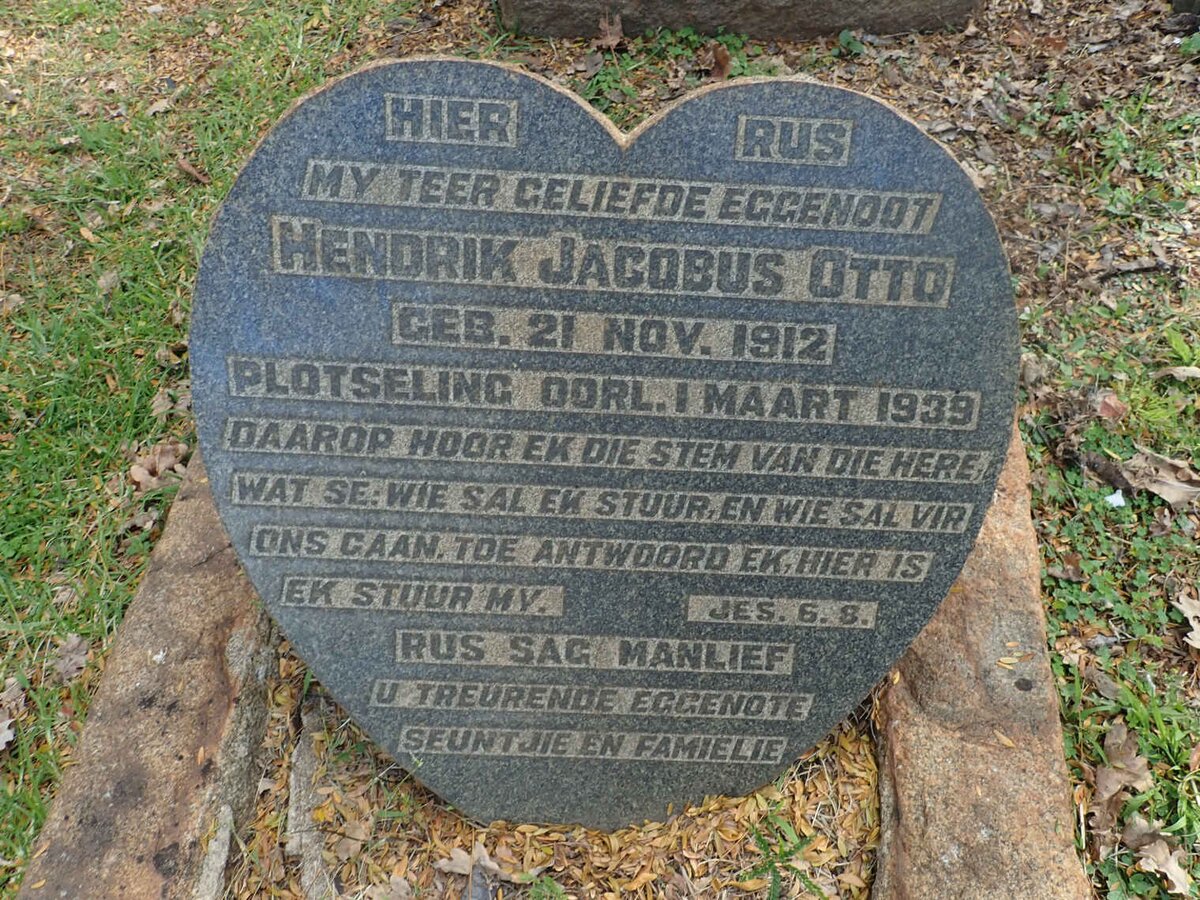 HIER RUS
MY TEER GELIEFDE EGGENOOT
HENDRIK JACOBUS OTTO
GEB. 21 NOV. 1912
PLOTSELING OORL. 1 MAART 1939
DAAROP HOOR EK DIE STEM VAN DIE HERE,
WAT SÊ: WIE SAL EK STUUR, EN WIE SAL VIR
ONS GAAN. TOE ANTWOORD EK, HIER IS
EK STUUR MY. JES. 6. 8.
RUS SAG MANLIEF
U TREURENDE EGGENOTE
SEUNTJIE EN FAMIELIE